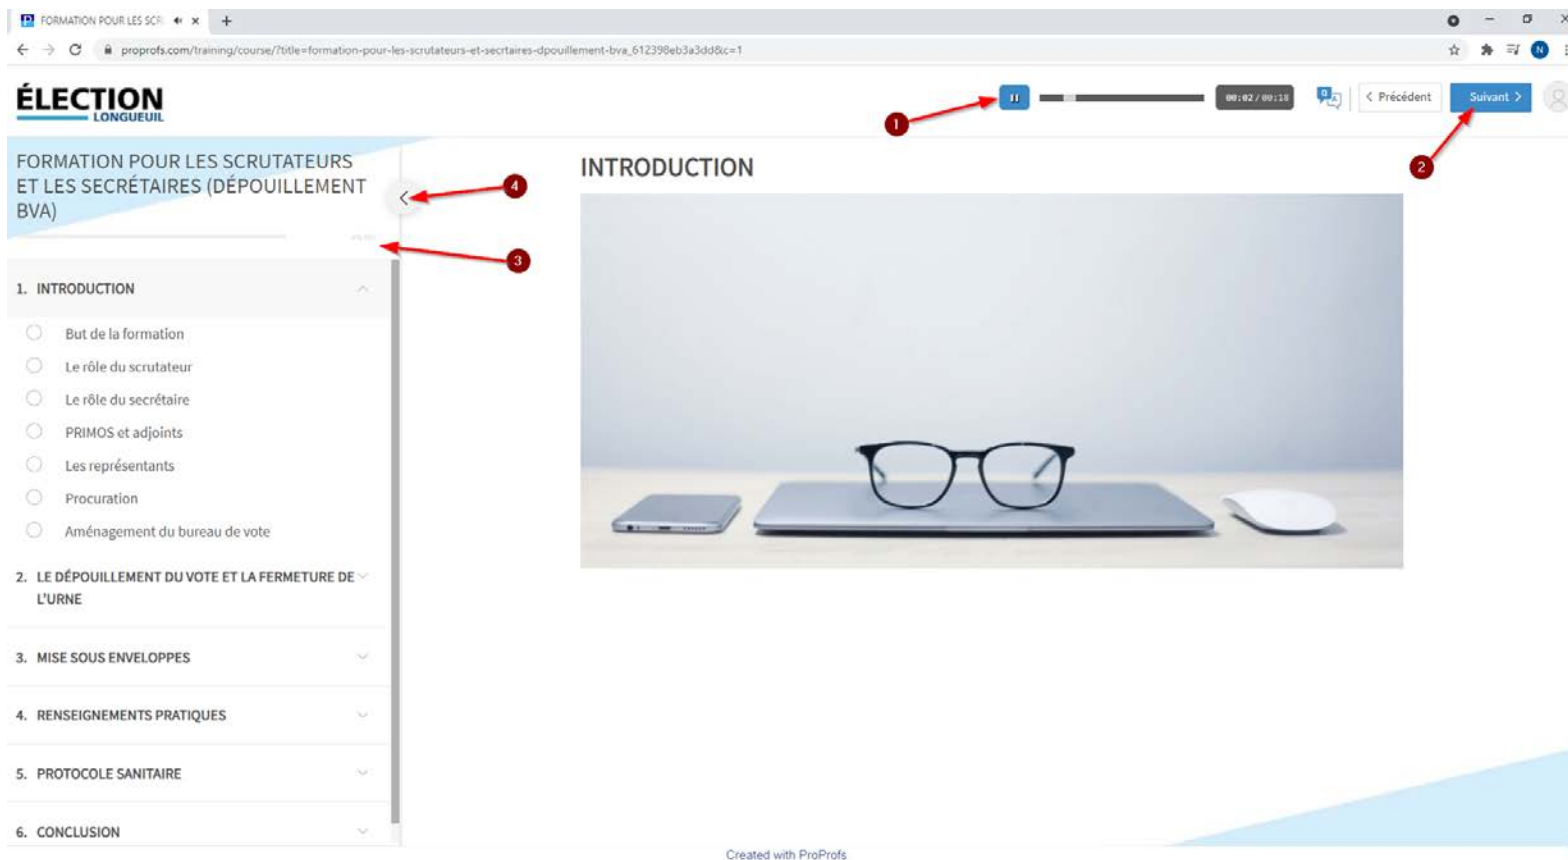 FORMATION POUR LES SCR
proprofs.com/training/course/?title=formation-pour-les-scrutateurs-et-secrtaires-dpouillement-bva_612398eb3a3dd&c=1
N
ÉLECTION
LONGUEUIL
1
00:02 / 00:18
< Précédent
Suivant >
2
FORMATION POUR LES SCRUTATEURS
ET LES SECRÉTAIRES (DÉPOUILLEMENT
BVA)
4
3
INTRODUCTION
1. INTRODUCTION
But de la formation
Le rôle du scrutateur
Le rôle du secrétaire
PRIMOS et adjoints
Les représentants
Procuration
Aménagement du bureau de vote
2. LE DÉPOUILLEMENT DU VOTE ET LA FERMETURE DE
L'URNE
3. MISE SOUS ENVELOPPES
4. RENSEIGNEMENTS PRATIQUES
5. PROTOCOLE SANITAIRE
6. CONCLUSION
Created with ProProfs